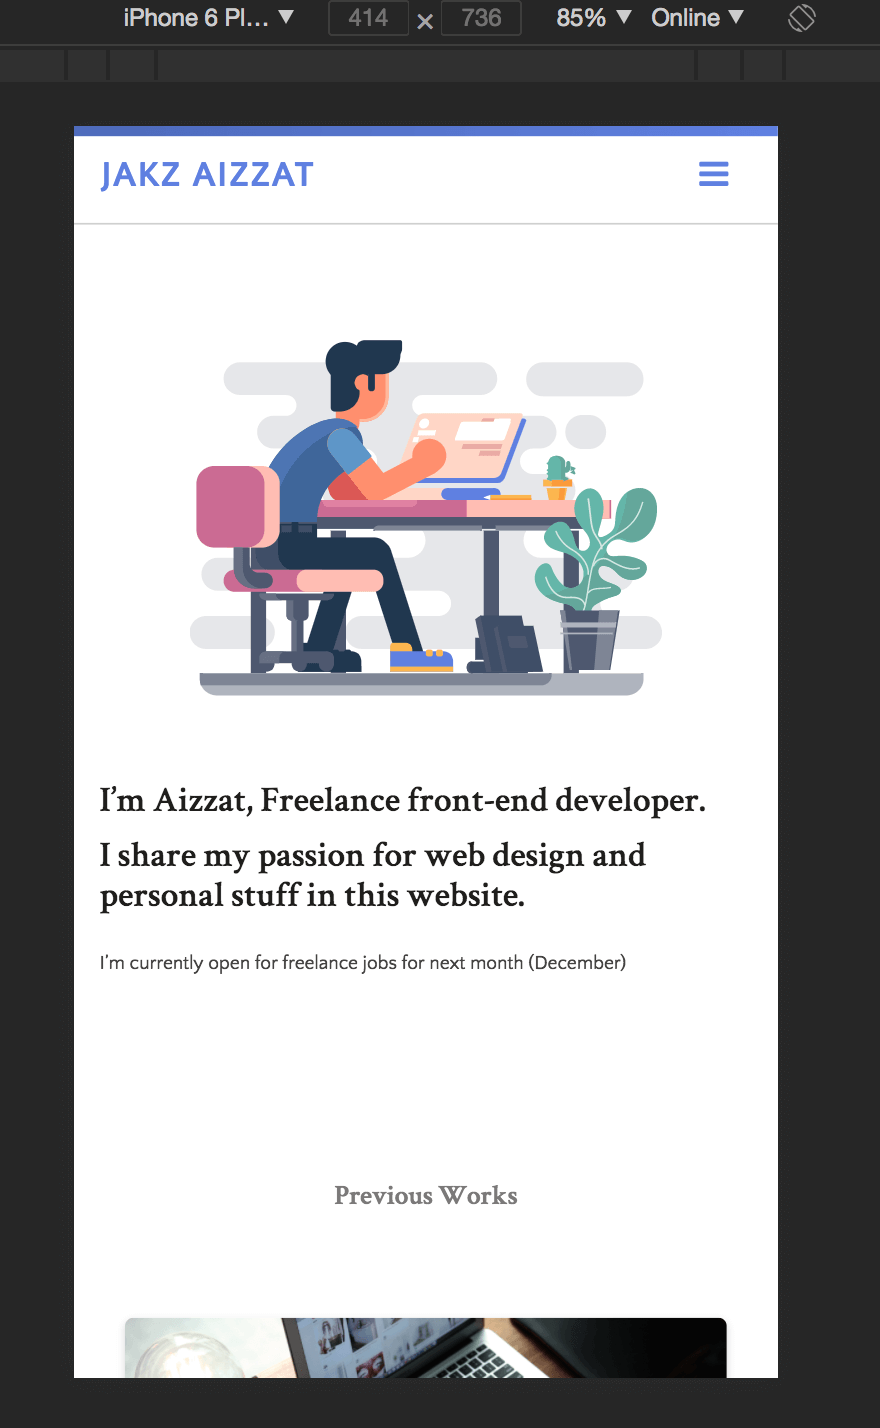 iPhone 6 Pl... ▼ 414 × 736 85% ▼ Online ▼
JAKZ AIZZAT
I’m Aizzat, Freelance front-end developer.
I share my passion for web design and
personal stuff in this website.
I’m currently open for freelance jobs for next month (December)
Previous Works